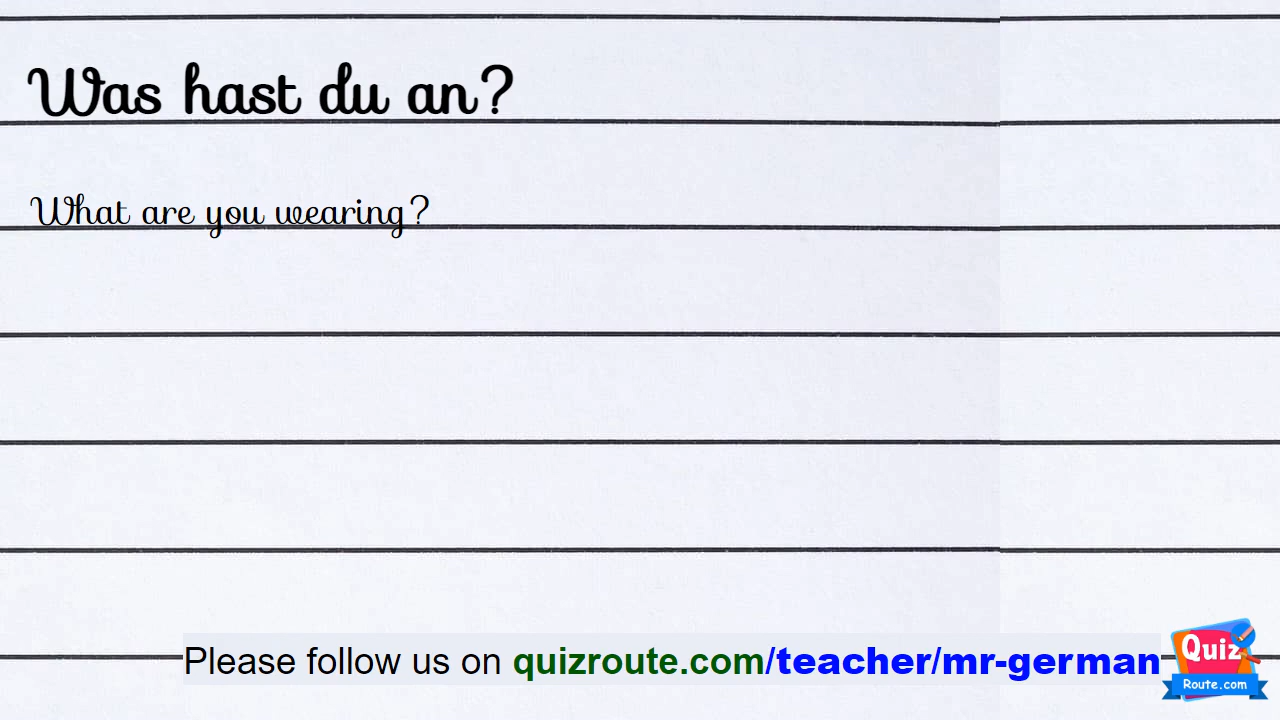 Was hast du an?
What are you wearing?
Please follow us on quizroute.com/teacher/mr-german
Quiz
Route.com